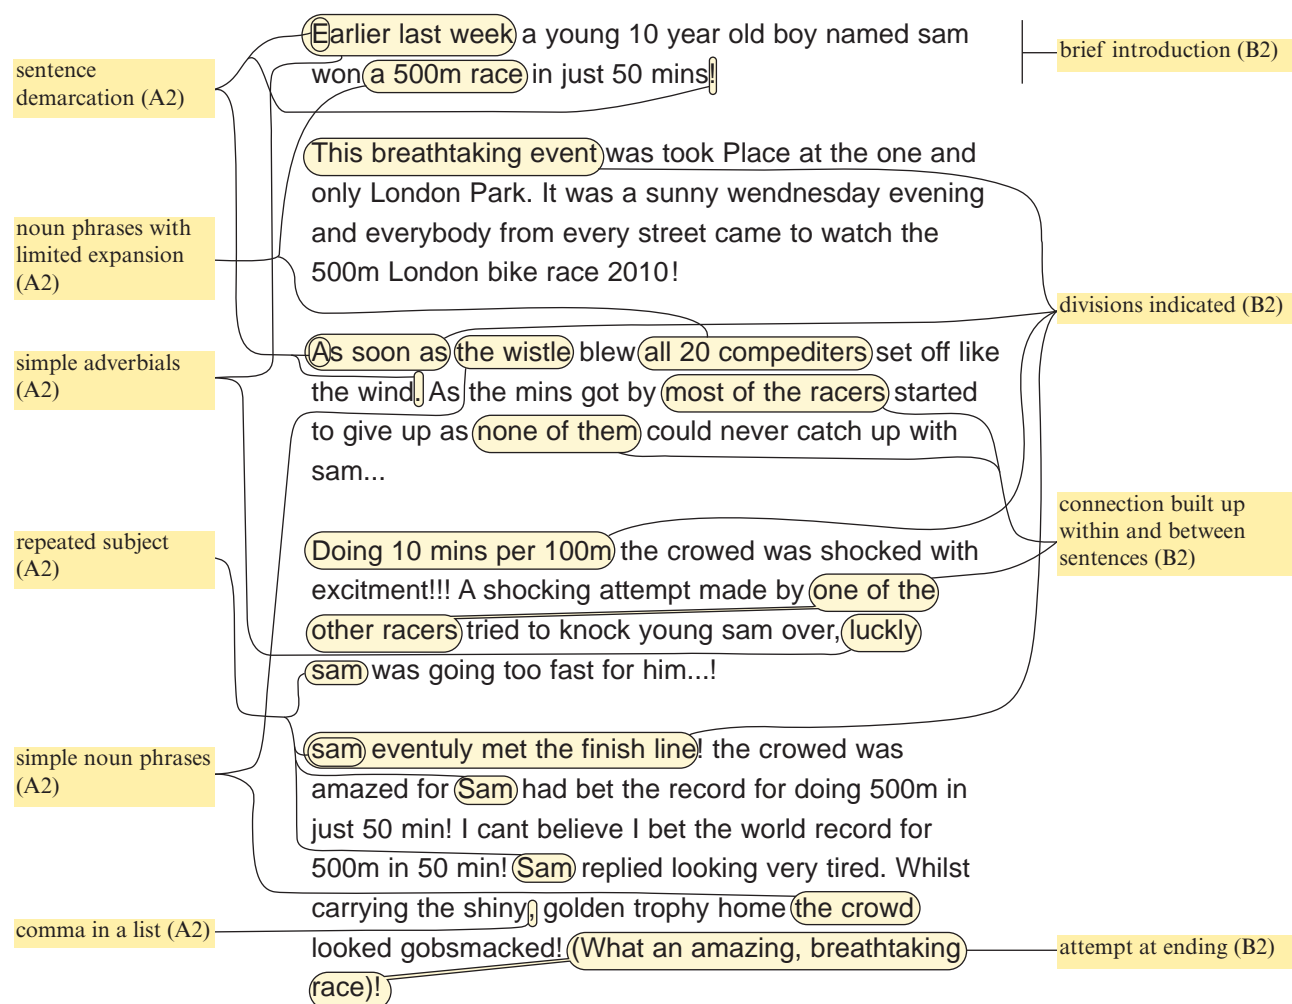 Earlier last week a young 10 year old boy named sam
won a 500m race in just 50 mins!
This breathtaking event was took Place at the one and
only London Park. It was a sunny wendnesday evening
and everybody from every street came to watch the
500m London bike race 2010!
As soon as the wistle blew all 20 compediters set off like
the wind. As the mins got by most of the racers started
to give up as none of them could never catch up with
sam...
Doing 10 mins per 100m the crowed was shocked with
excitment!!! A shocking attempt made by one of the
other racers tried to knock young sam over, luckly
sam was going too fast for him...!
sam eventuly met the finish line! the crowed was
amazed for Sam had bet the record for doing 500m in
just 50 min! I cant believe I bet the world record for
500m in 50 min! Sam replied looking very tired. Whilst
carrying the shiny, golden trophy home the crowd
looked gobsmacked! (What an amazing, breathtaking
race)!
sentence
demarcation (A2)
noun phrases with
limited expansion
(A2)
simple adverbials
(A2)
repeated subject
(A2)
simple noun phrases
(A2)
comma in a list (A2)
brief introduction (B2)
divisions indicated (B2)
connection built up
within and between
sentences (B2)
attempt at ending (B2)